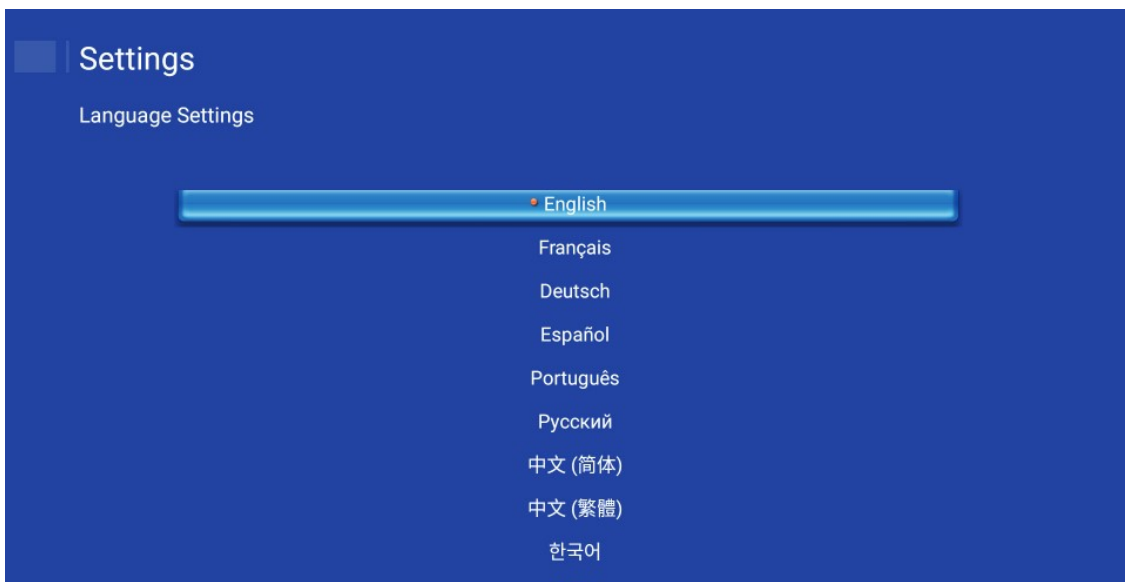 Settings
Language Settings
English
Français
Deutsch
Español
Português
Русский
中文 (简体)
中文 (繁體)
한국어